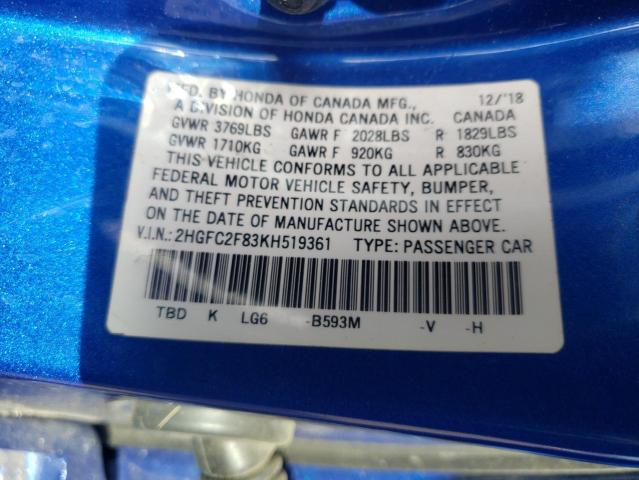 MFD. BY HONDA OF CANADA MFG., 12/'18
A DIVISION OF HONDA CANADA INC. CANADA
GVWR 3769LBS GAWR F 2028LBS R 1829LBS
GVWR 1710KG GAWR F 920KG R 830KG
THIS VEHICLE CONFORMS TO ALL APPLICABLE
FEDERAL MOTOR VEHICLE SAFETY, BUMPER,
AND THEFT PREVENTION STANDARDS IN EFFECT
ON THE DATE OF MANUFACTURE SHOWN ABOVE.
V.I.N.:2HGFC2F83KH519361 TYPE: PASSENGER CAR
TBD K LG6 -B593M -V -H